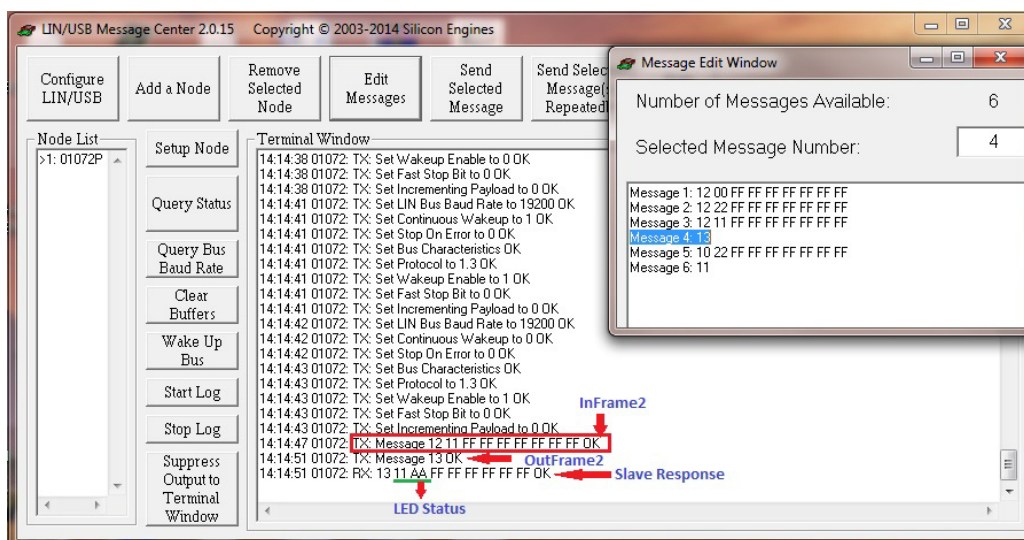 LIN/USB Message Center 2.0.15 Copyright © 2003-2014 Silicon Engines
Configure
LIN/USB
Add a Node
Remove
Selected
Node
Edit
Messages
Send
Selected
Message
Send Selec
Message(s
Repeatedl
Node List
>1: 01072P
Setup Node
Query Status
Query Bus
Baud Rate
Clear
Buffers
Wake Up
Bus
Start Log
Stop Log
Suppress
Output to
Terminal
Window
Terminal Window
14:14:38 01072: TX: Set Wakeup Enable to 0 OK
14:14:38 01072: TX: Set Fast Stop Bit to 0 OK
14:14:38 01072: TX: Set Incrementing Payload to 0 OK
14:14:41 01072: TX: Set LIN Bus Baud Rate to 19200 OK
14:14:41 01072: TX: Set Continuous Wakeup to 1 OK
14:14:41 01072: TX: Set Stop On Error to 0 OK
14:14:41 01072: TX: Set Bus Characteristics OK
14:14:41 01072: TX: Set Protocol to 1.3 OK
14:14:41 01072: TX: Set Wakeup Enable to 1 OK
14:14:41 01072: TX: Set Fast Stop Bit to 0 OK
14:14:41 01072: TX: Set Incrementing Payload to 0 OK
14:14:42 01072: TX: Set LIN Bus Baud Rate to 19200 OK
14:14:42 01072: TX: Set Continuous Wakeup to 0 OK
14:14:42 01072: TX: Set Stop On Error to 0 OK
14:14:43 01072: TX: Set Bus Characteristics OK
14:14:43 01072: TX: Set Protocol to 1.3 OK
14:14:43 01072: TX: Set Wakeup Enable to 1 OK
14:14:43 01072: TX: Set Fast Stop Bit to 0 OK
14:14:43 01072: TX: Set Incrementing Payload to 0 OK
14:14:47 01072: TX: Message 12 11 FF FF FF FF FF FF FF OK
14:14:51 01072: TX: Message 13 OK
14:14:51 01072: RX: 13 11 AA FF FF FF FF FF FF OK
InFrame2
OutFrame2
Slave Response
LED Status
Message Edit Window
Number of Messages Available: 6
Selected Message Number: 4
Message 1: 12 00 FF FF FF FF FF FF FF
Message 2: 12 22 FF FF FF FF FF FF FF
Message 3: 12 11 FF FF FF FF FF FF FF
Message 4: 13
Message 5: 10 22 FF FF FF FF FF FF FF
Message 6: 11